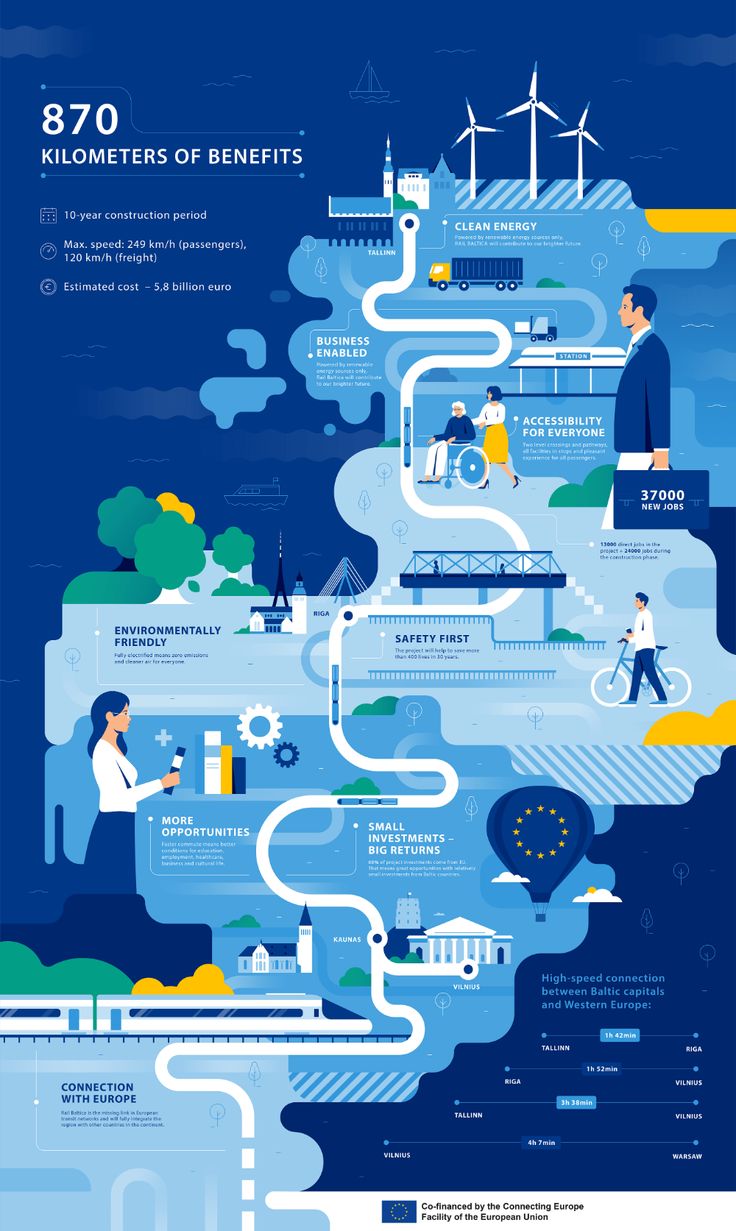 870
KILOMETERS OF BENEFITS
10-year construction period
Max. speed: 249 km/h (passengers),
120 km/h (freight)
Estimated cost – 5,8 billion euro
TALLINN
CLEAN ENERGY
Powered by renewable energy sources only,
RAIL BALTICA will contribute to our brighter future.
BUSINESS
ENABLED
Powered by renewable
energy sources only,
Rail Baltica will contribute
to our brighter future.
STATION
ACCESSIBILITY
FOR EVERYONE
Two level crossings and pathways,
all facilities in stops and pleasant
experience for all passengers.
37000
NEW JOBS
13000 direct jobs in the
project + 24000 jobs during
the construction phase.
RIGA
ENVIRONMENTALLY
FRIENDLY
Fully electrified means zero emissions
and cleaner air for everyone.
SAFETY FIRST
The project will help to save more
than 400 lives in 30 years.
MORE
OPPORTUNITIES
Faster commute means better
conditions for education,
employment, healthcare,
business and cultural life.
SMALL
INVESTMENTS –
BIG RETURNS
of project investments come from EU.
That means great opportunities with relatively
small investments from Baltic countries.
KAUNAS
VILNIUS
High-speed connection
between Baltic capitals
and Western Europe:
1h 42min
TALLINN RIGA
1h 52min
RIGA VILNIUS
3h 38min
TALLINN VILNIUS
4h 7min
VILNIUS WARSAW
CONNECTION
WITH EUROPE
Rail Baltica is the missing link in European
transit networks and will fully integrate the
region with other countries in the continent.
Co-financed by the Connecting Europe
Facility of the European Union